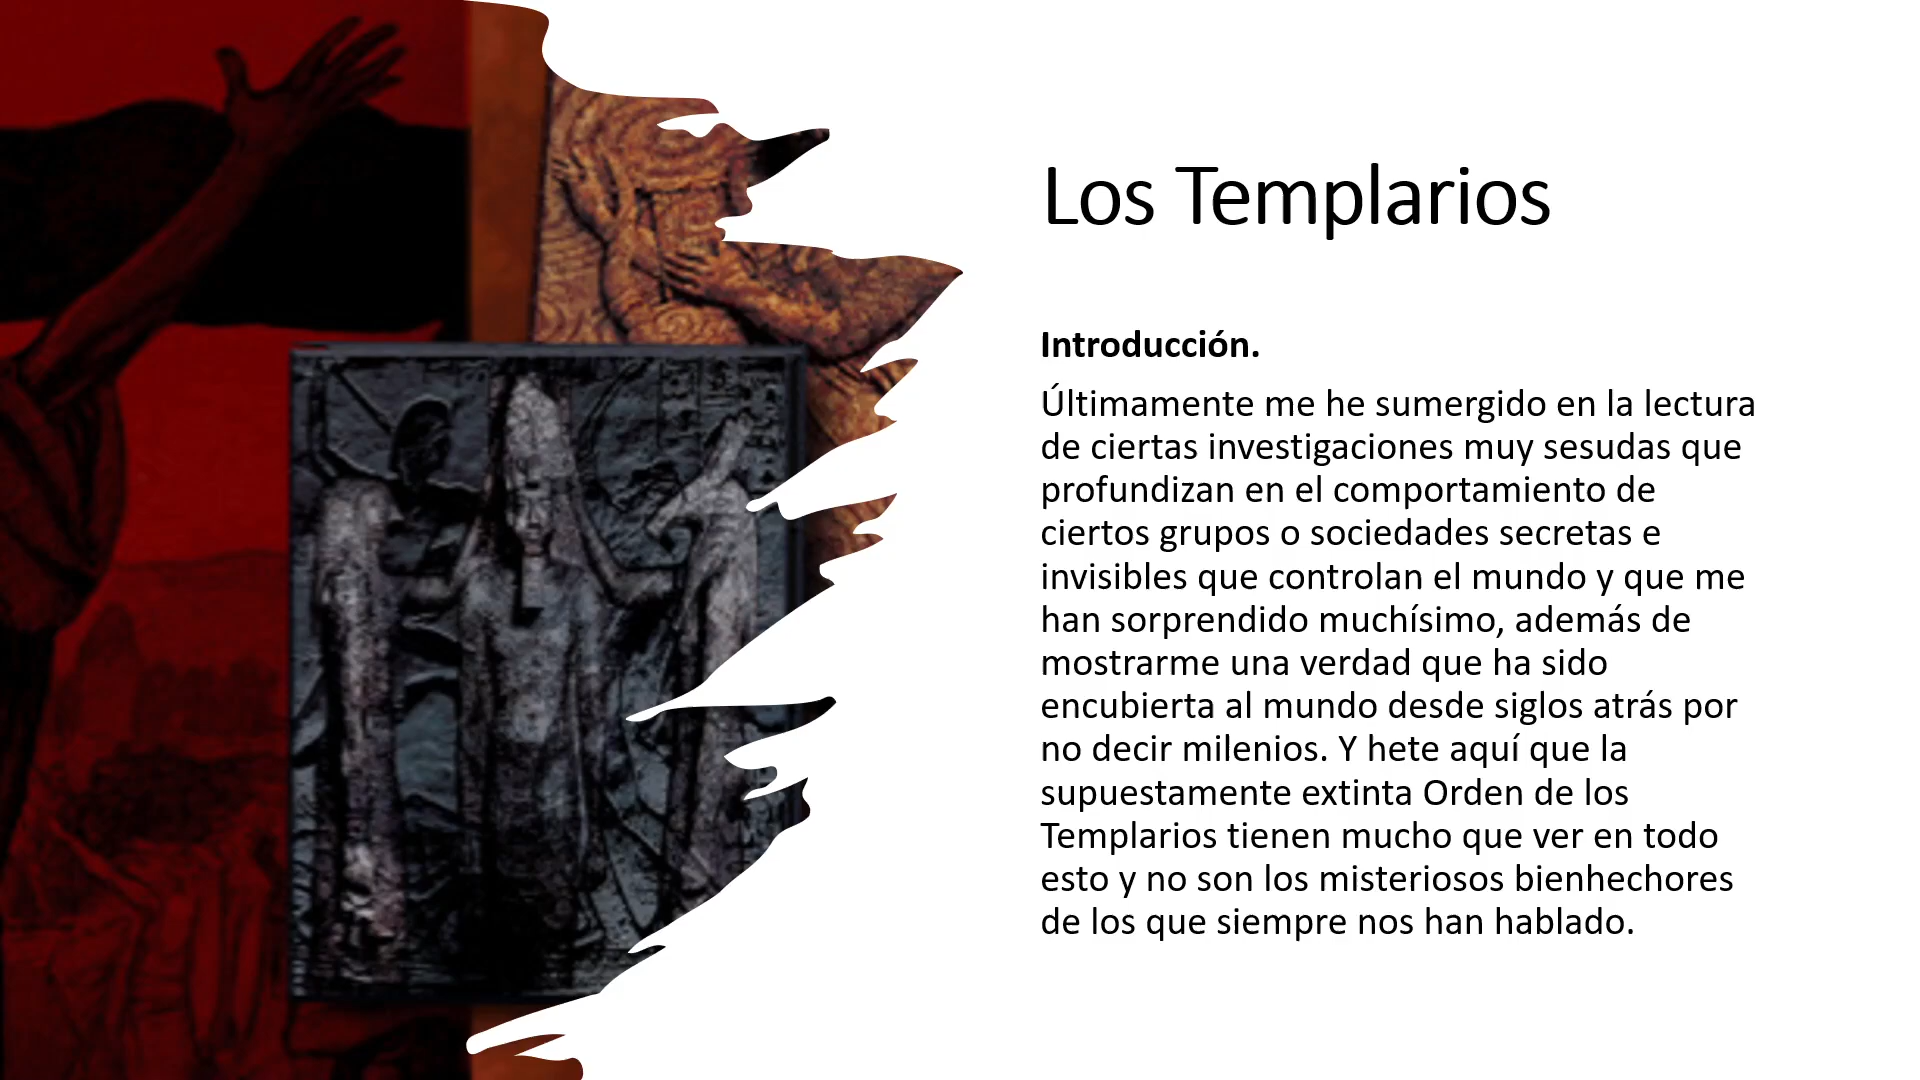 Los Templarios
Introducción.
Últimamente me he sumergido en la lectura
de ciertas investigaciones muy sesudas que
profundizan en el comportamiento de
ciertos grupos o sociedades secretas e
invisibles que controlan el mundo y que me
han sorprendido muchísimo, además de
mostrarme una verdad que ha sido
encubierta al mundo desde siglos atrás por
no decir milenios. Y hete aquí que la
supuestamente extinta Orden de los
Templarios tienen mucho que ver en todo
esto y no son los misteriosos bienhechores
de los que siempre nos han hablado.